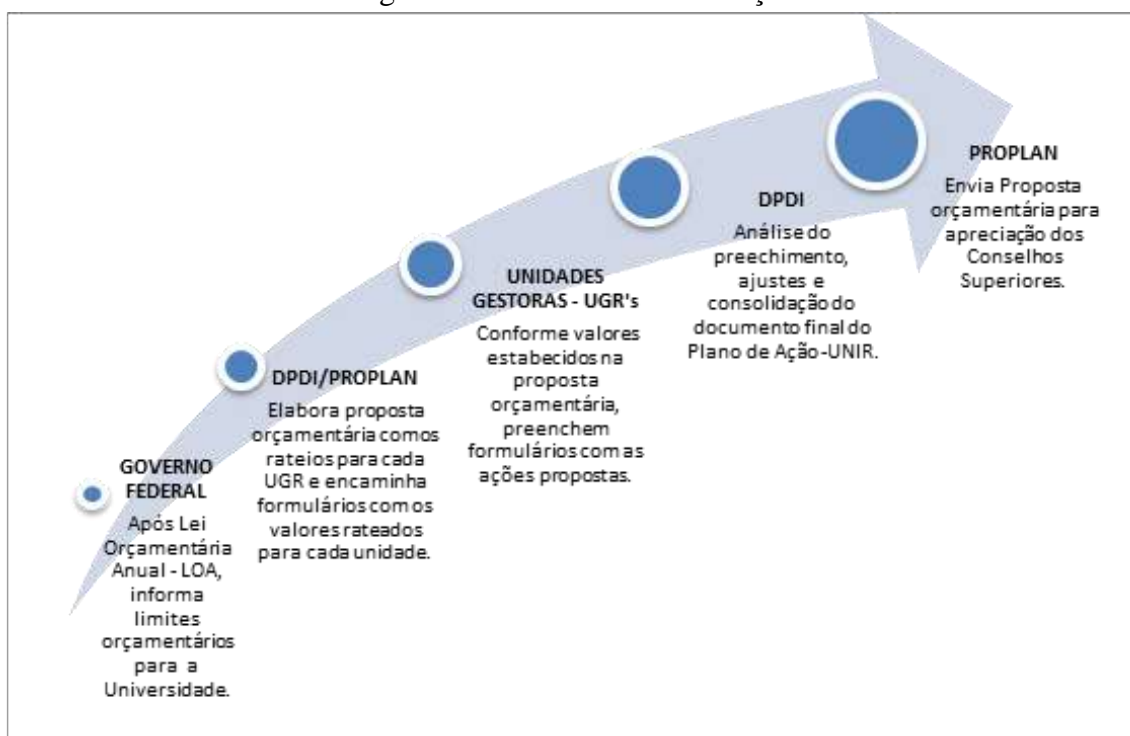 GOVERNO
FEDERAL
Após Lei
Orçamentária
Anual - LOA,
informa
limites
orçamentários
para a
Universidade.
DPDI/PROPLAN
Elabora proposta
orçamentária comos
rateios para cada
UGR e encaminha
formulários com os
valores rateados
para cada unidade.
UNIDADES
GESTORAS - UGR's
Conforme valores
estabecidos na
proposta
orçamentária,
preenchem
formulários com as
ações propostas.
DPDI
Análise do
preechimento,
ajustes e
consolidação do
documento final do
Plano de Ação-UNIR.
PROPLAN
Envia Proposta
orçamentária para
apreciação dos
Conselhos
Superiores.